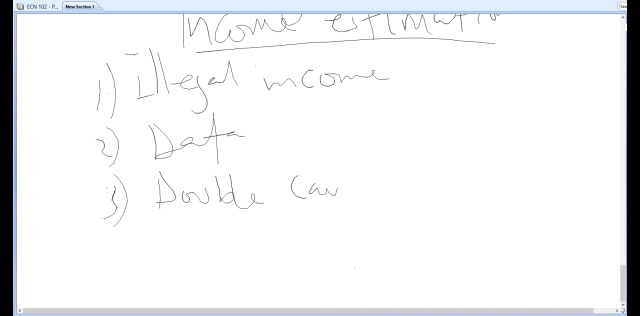 ECN 102 - P...
New Section 1
Income estimatio
1) Illegal income
2) Data
3) Double Cou